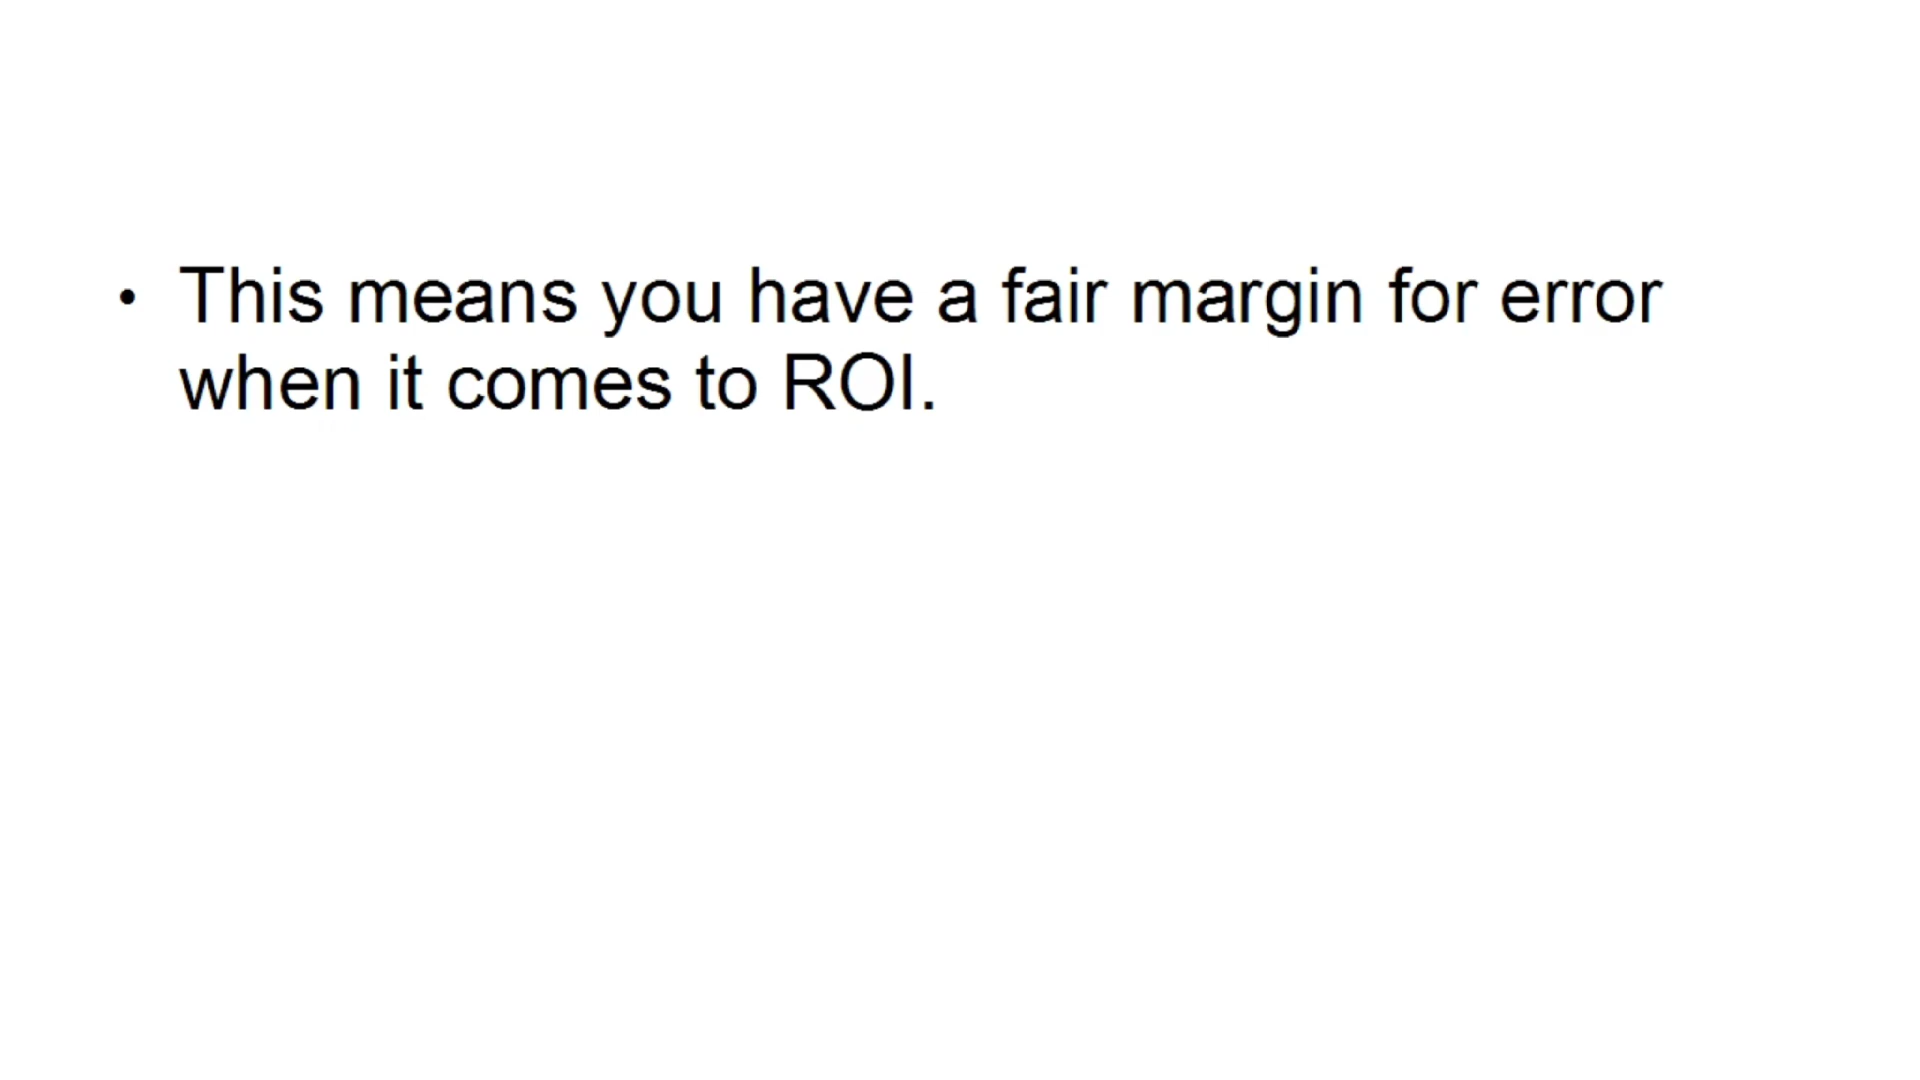 • This means you have a fair margin for error
when it comes to ROI.